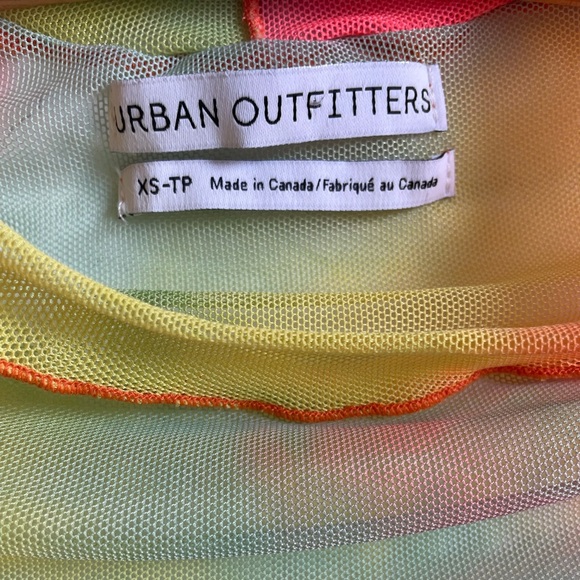 URBAN OUTFITTERS
XS-TP Made in Canada/Fabriqué au Canada